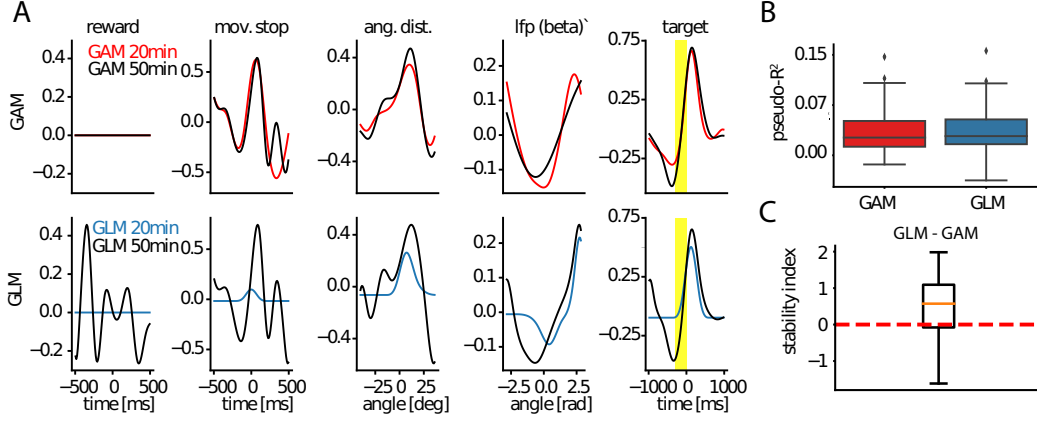 A
reward
mov. stop
ang. dist.
lfp (beta)`
target
GAM 20min
GAM 50min
GAM
0.4
0.2
0.0
−0.2
0.5
0.0
−0.5
0.4
0.0
−0.4
0.2
0.1
0.0
−0.1
0.75
0.25
−0.25
GLM 20min
GLM 50min
GLM
0.4
0.2
0.0
−0.2
0.5
0.0
−0.5
0.4
0.0
−0.4
0.2
0.1
0.0
−0.1
0.75
0.25
−0.25
−500
0
500
time [ms]
−500
0
500
time [ms]
0
25
angle [deg]
−2.5
0.0
2.5
angle [rad]
−1000
0
1000
time [ms]
B
pseudo-R²
0.15
0.07
0.00
GAM
GLM
C
GLM - GAM
stability index
2
1
0
−1